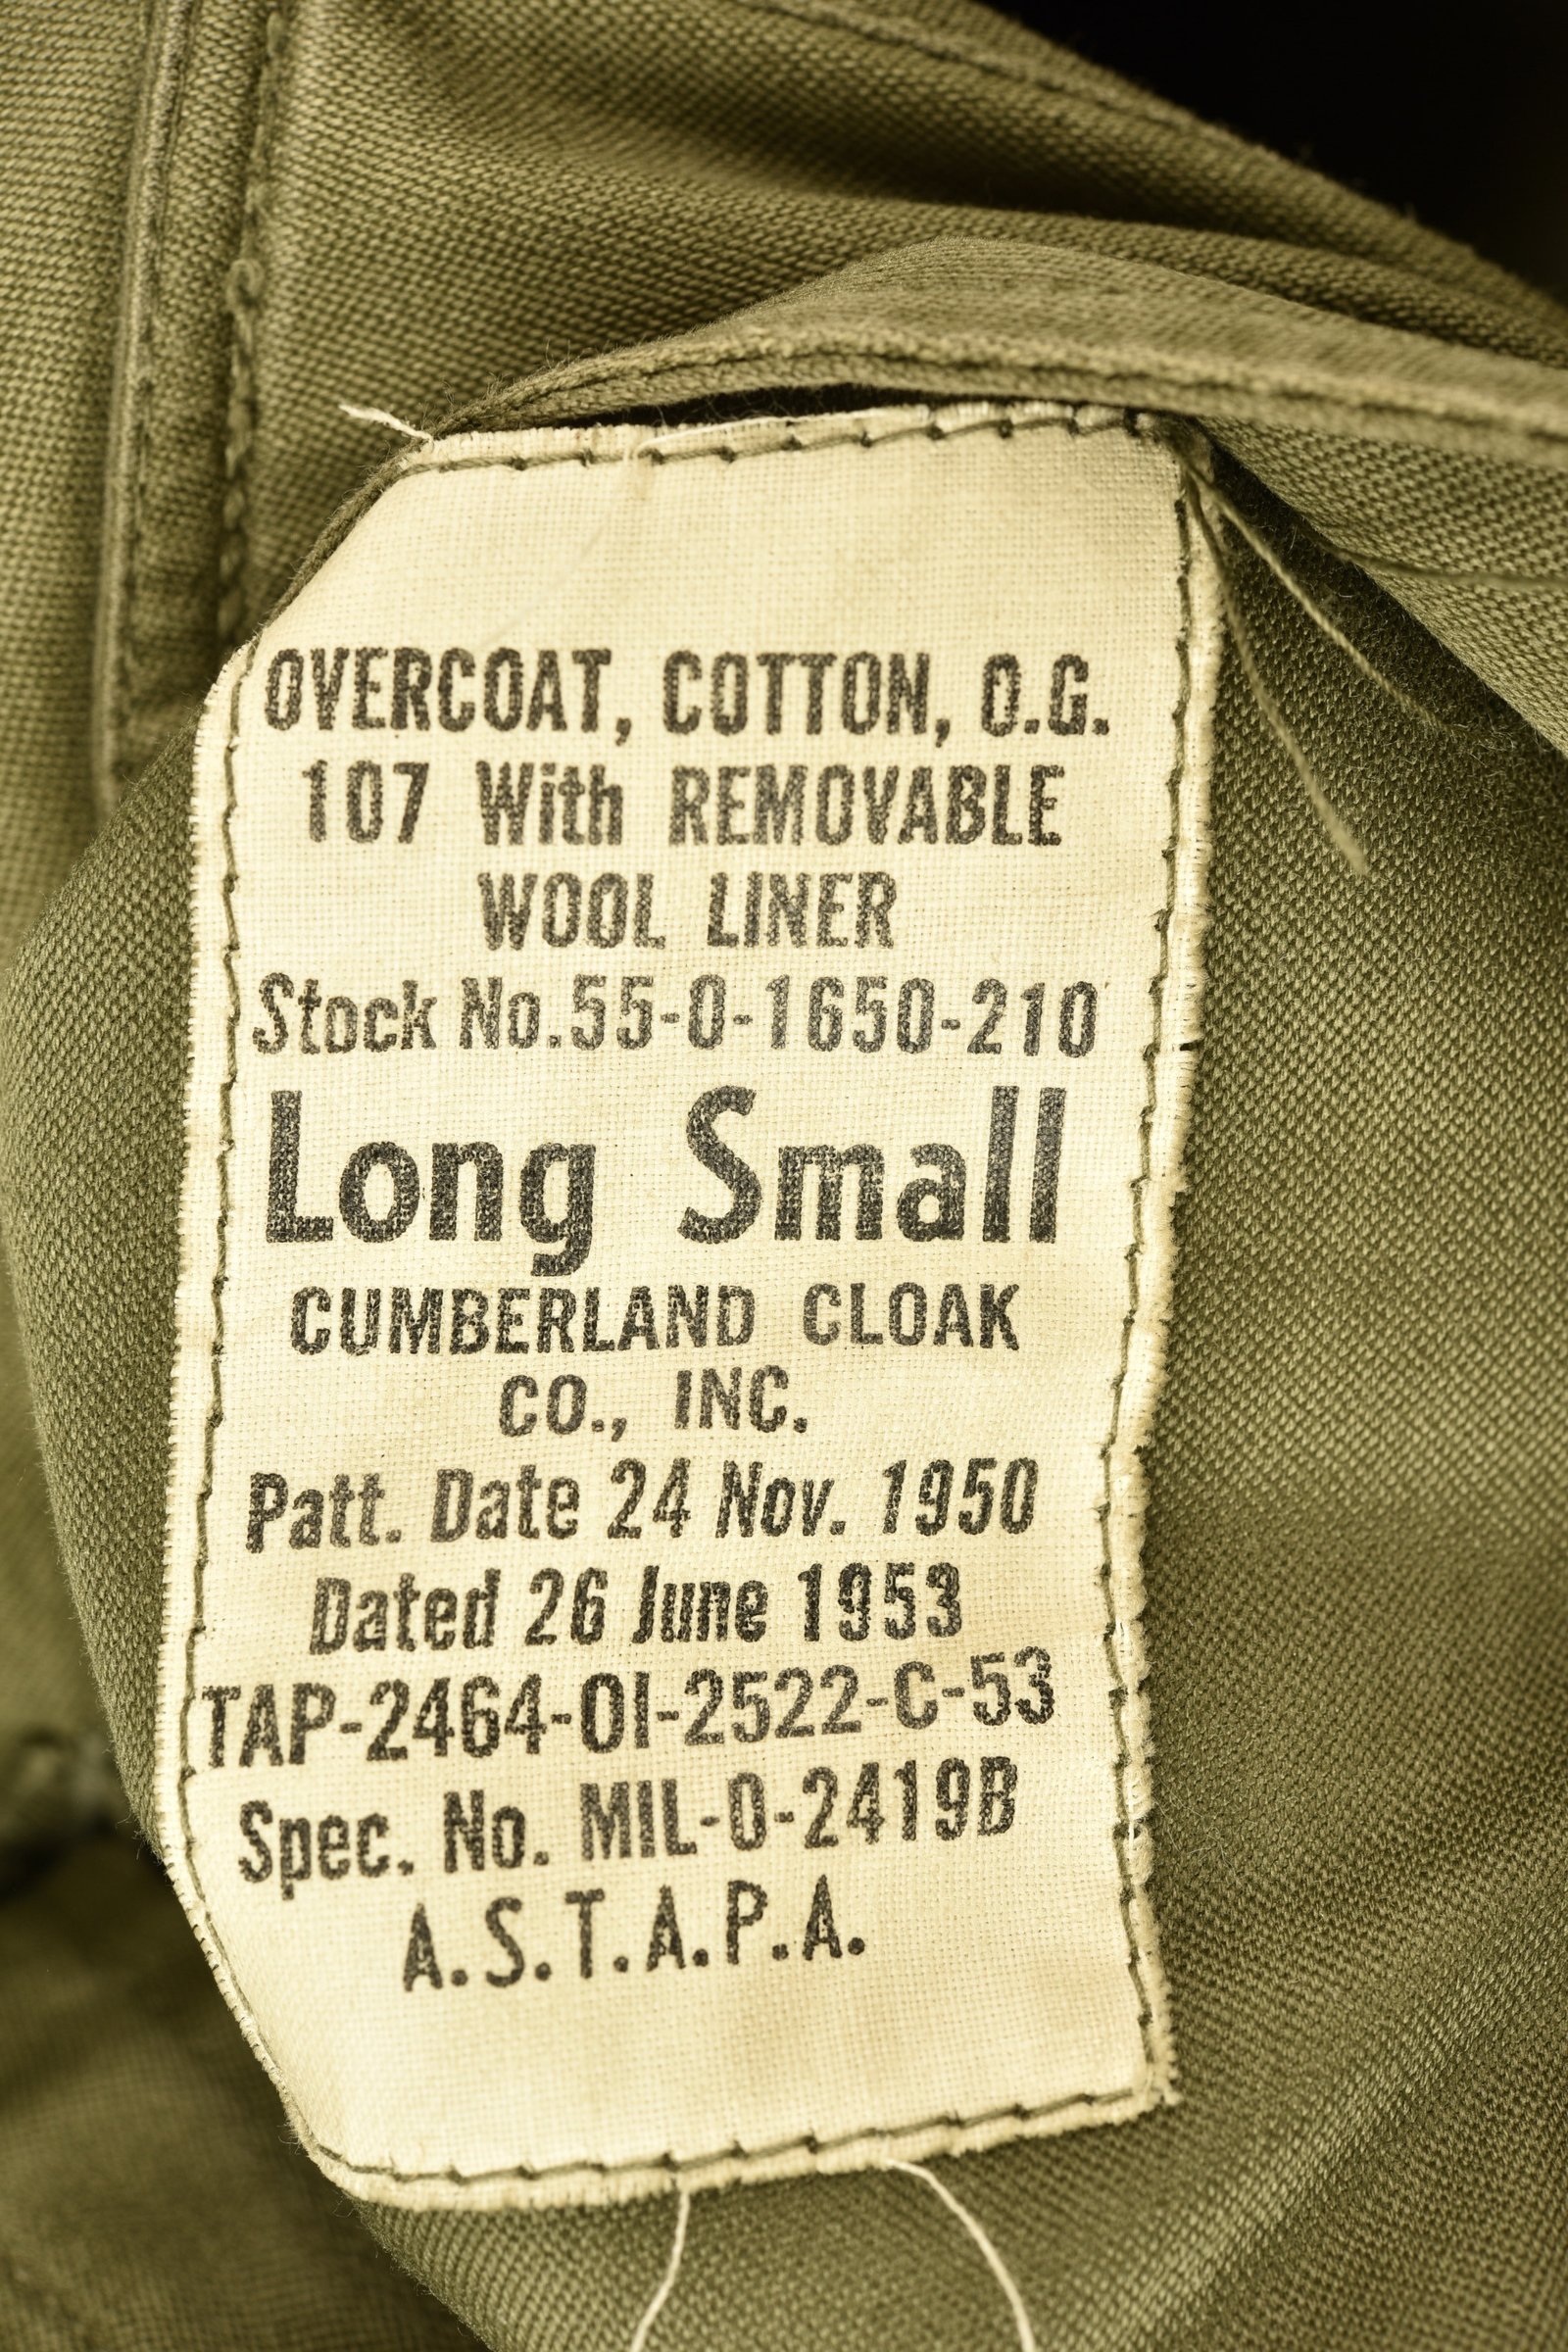 OVERCOAT, COTTON, O.G.
107 With REMOVABLE
WOOL LINER
Stock No.55-0-1650-210
Long Small
CUMBERLAND CLOAK
CO., INC.
Patt. Date 24 Nov. 1950
Dated 26 June 1953
TAP-2464-OI-2522-C-53
Spec. No. MIL-0-2419B
A.S.T.A.P.A.